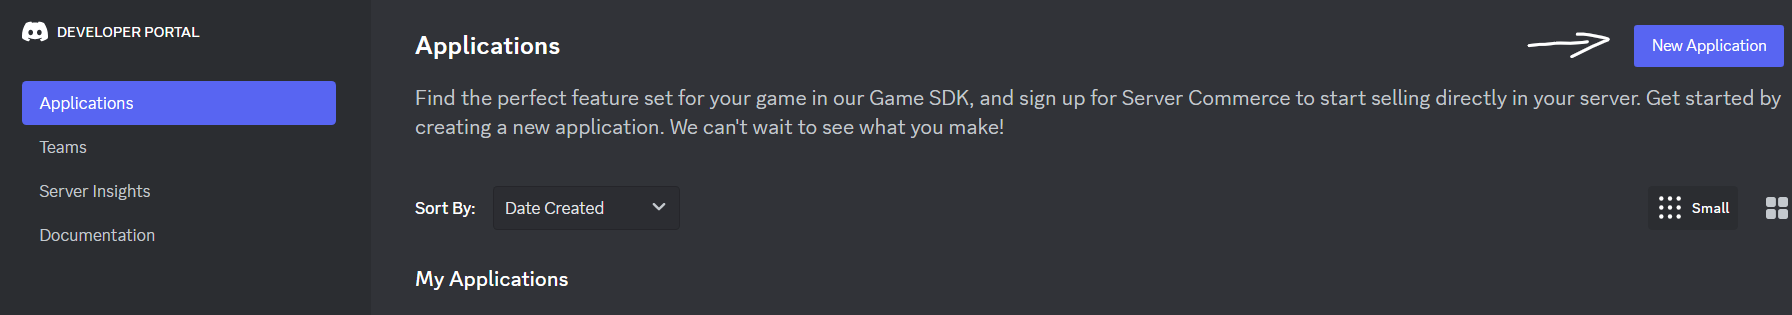 DEVELOPER PORTAL
Applications
Teams
Server Insights
Documentation
Applications
New Application
Find the perfect feature set for your game in our Game SDK, and sign up for Server Commerce to start selling directly in your server. Get started by
creating a new application. We can't wait to see what you make!
Sort By:
Date Created
Small
My Applications